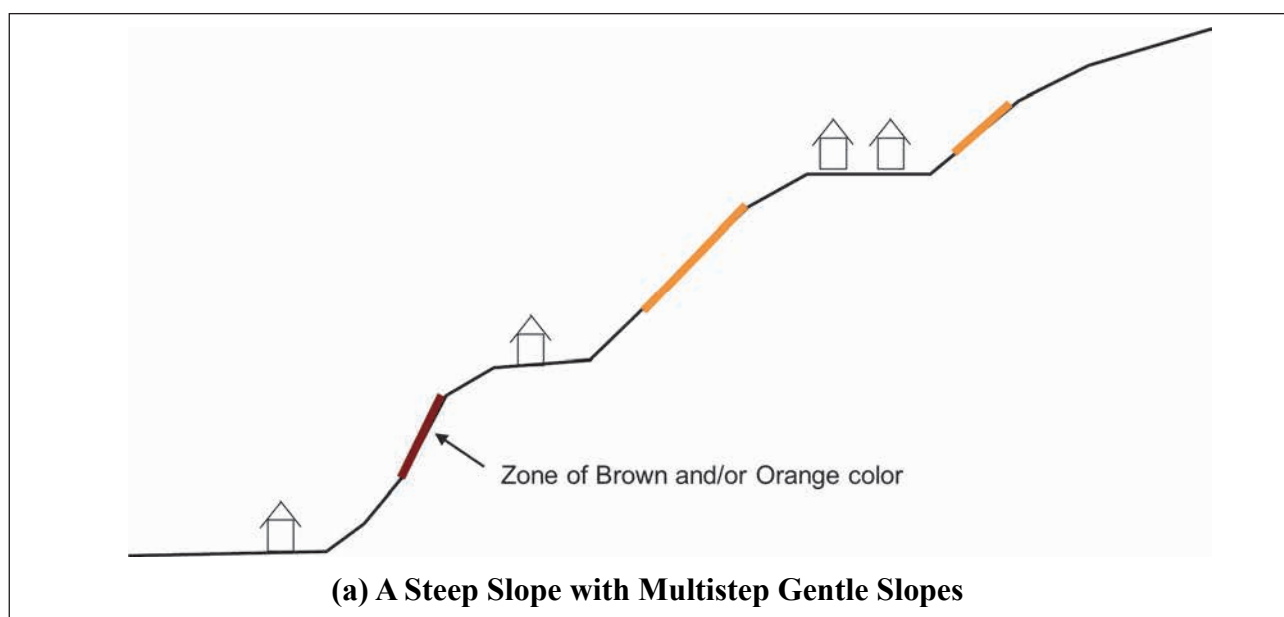 Zone of Brown and/or Orange color
(a) A Steep Slope with Multistep Gentle Slopes